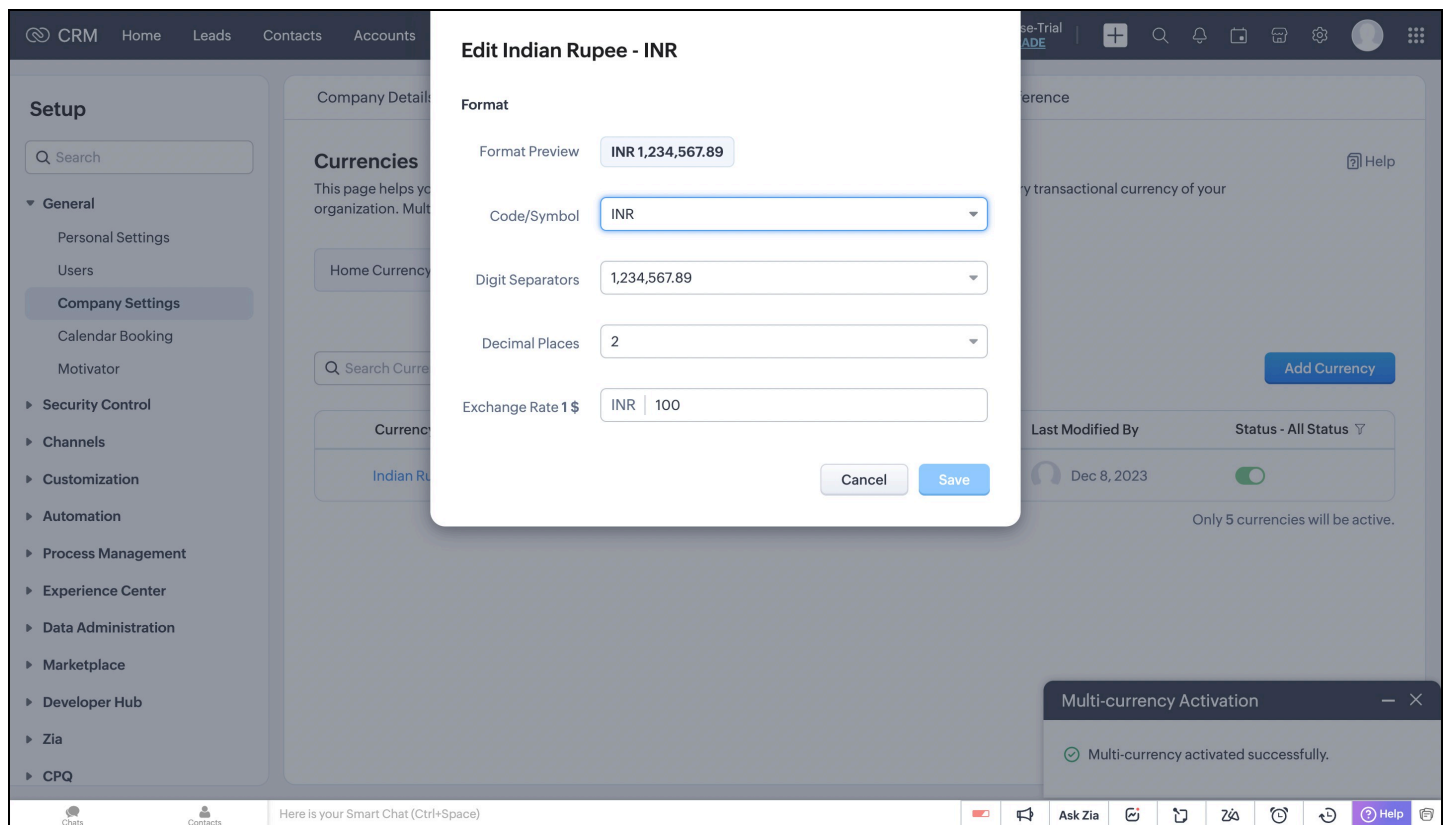 CRM Home Leads Contacts Accounts
se-Trial
ADE
Setup
Search
General
Personal Settings
Users
Company Settings
Calendar Booking
Motivator
Security Control
Channels
Customization
Automation
Process Management
Experience Center
Data Administration
Marketplace
Developer Hub
Zia
CPQ
Company Details
erence
Currencies
Help
This page helps yo
ry transactional currency of your
organization. Mult
Home Currency
Search Curre
Add Currency
Currency
Last Modified By
Status - All Status
Indian Ru
Dec 8, 2023
Only 5 currencies will be active.
Edit Indian Rupee - INR
Format
Format Preview INR 1,234,567.89
Code/Symbol INR
Digit Separators 1,234,567.89
Decimal Places 2
Exchange Rate 1 $ INR 100
Cancel Save
Multi-currency Activation
Multi-currency activated successfully.
Chats
Contacts
Here is your Smart Chat (Ctrl+Space)
Ask Zia
Help